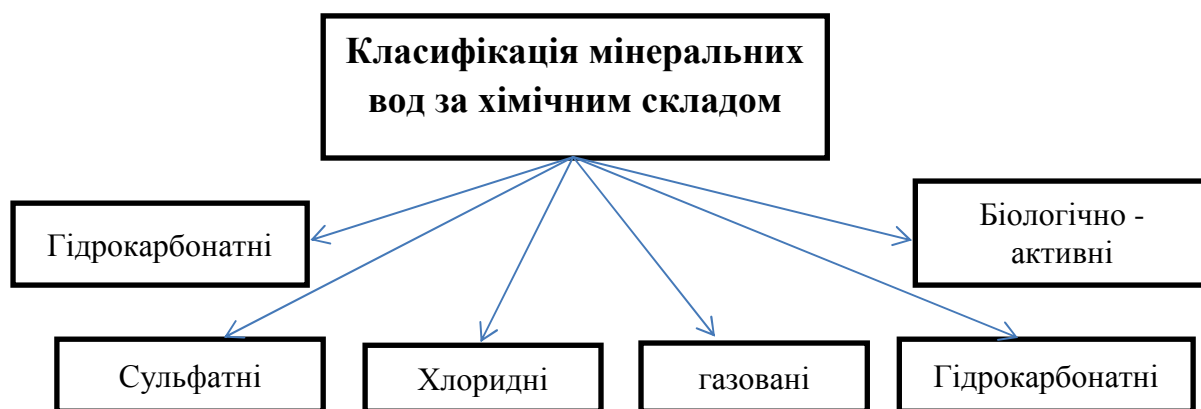 Класифікація мінеральних
вод за хімічним складом
Гідрокарбонатні
Біологічно -
активні
Сульфатні
Хлоридні
газовані
Гідрокарбонатні